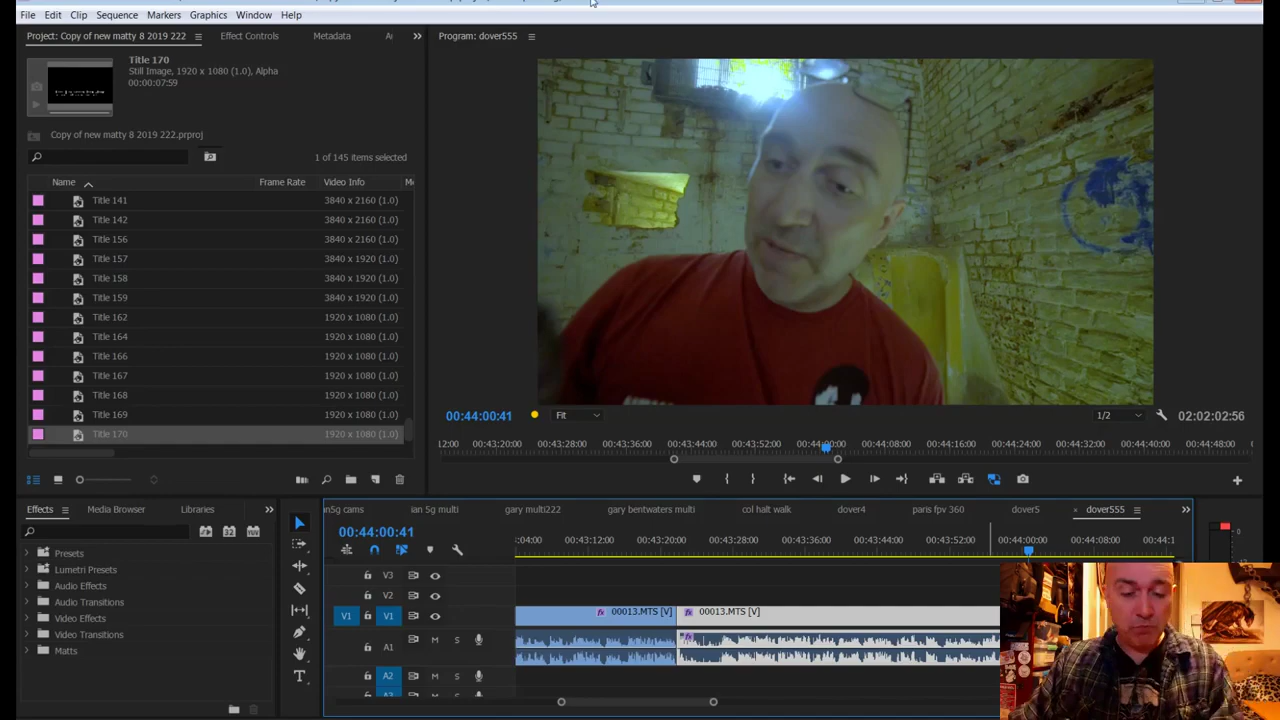 File Edit Clip Sequence Markers Graphics Window Help
Project: Copy of new matty 8 2019 222 Effect Controls Metadata
Program: dover555
Title 170
Still Image, 1920 x 1080 (1.0), Alpha
00:00:07:59
Copy of new matty 8 2019 222.prproj
1 of 145 items selected
Name Frame Rate Video Info
Title 141 3840 x 2160 (1.0)
Title 142 3840 x 2160 (1.0)
Title 156 3840 x 2160 (1.0)
Title 157 3840 x 1920 (1.0)
Title 158 3840 x 1920 (1.0)
Title 159 3840 x 1920 (1.0)
Title 162 1920 x 1080 (1.0)
Title 164 1920 x 1080 (1.0)
Title 166 1920 x 1080 (1.0)
Title 167 1920 x 1080 (1.0)
Title 168 1920 x 1080 (1.0)
Title 169 1920 x 1080 (1.0)
Title 170 1920 x 1080 (1.0)
00:44:00:41 Fit 1/2 02:02:02:56
12:00 00:43:20:00 00:43:28:00 00:43:36:00 00:43:44:00 00:43:52:00 00:44:00:00 00:44:08:00 00:44:16:00 00:44:24:00 00:44:32:00 00:44:40:00 00:44:48:00
Effects Media Browser Libraries
Presets
Lumetri Presets
Audio Effects
Audio Transitions
Video Effects
Video Transitions
Matts
ian5g cams ian 5g multi gary multi222 gary bentwaters multi col halt walk dover4 paris fpv 360 dover5 dover555
00:44:00:41
:04:00 00:43:12:00 00:43:20:00 00:43:28:00 00:43:36:00 00:43:44:00 00:43:52:00 00:44:00:00 00:44:08:00 00:44:1
V3
V2
V1 V1 fx 00013.MTS [V] fx 00013.MTS [V]
A1 M S
A2 M S